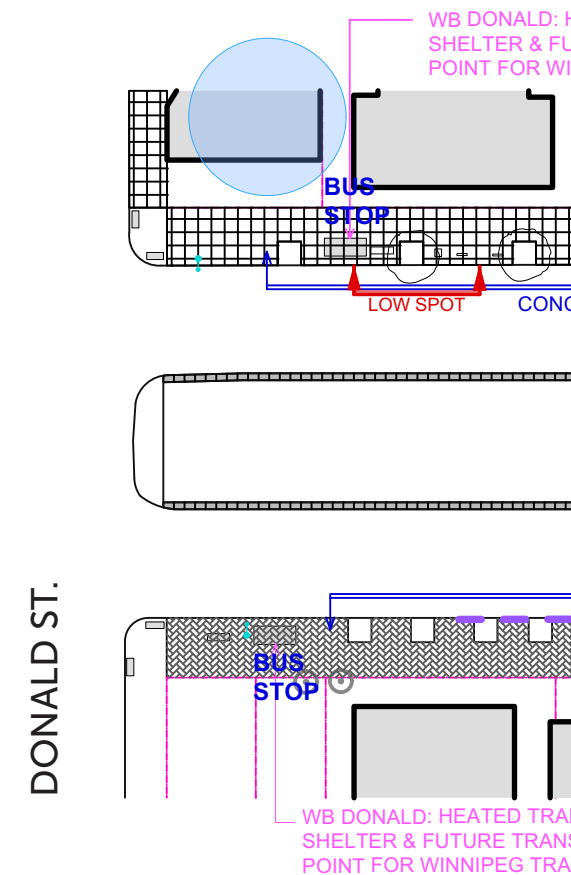 WB DONALD: H
SHELTER & FU
POINT FOR WI
BUS
STOP
LOW SPOT
CONC
DONALD ST.
BUS
STOP
WB DONALD: HEATED TRA
SHELTER & FUTURE TRANS
POINT FOR WINNIPEG TRA